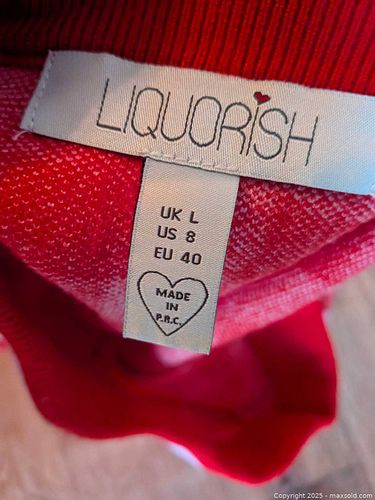 LIQUORISH
UK L
US 8
EU 40
MADE
IN
P.R.C.
Copyright 2025 - maxsold.com